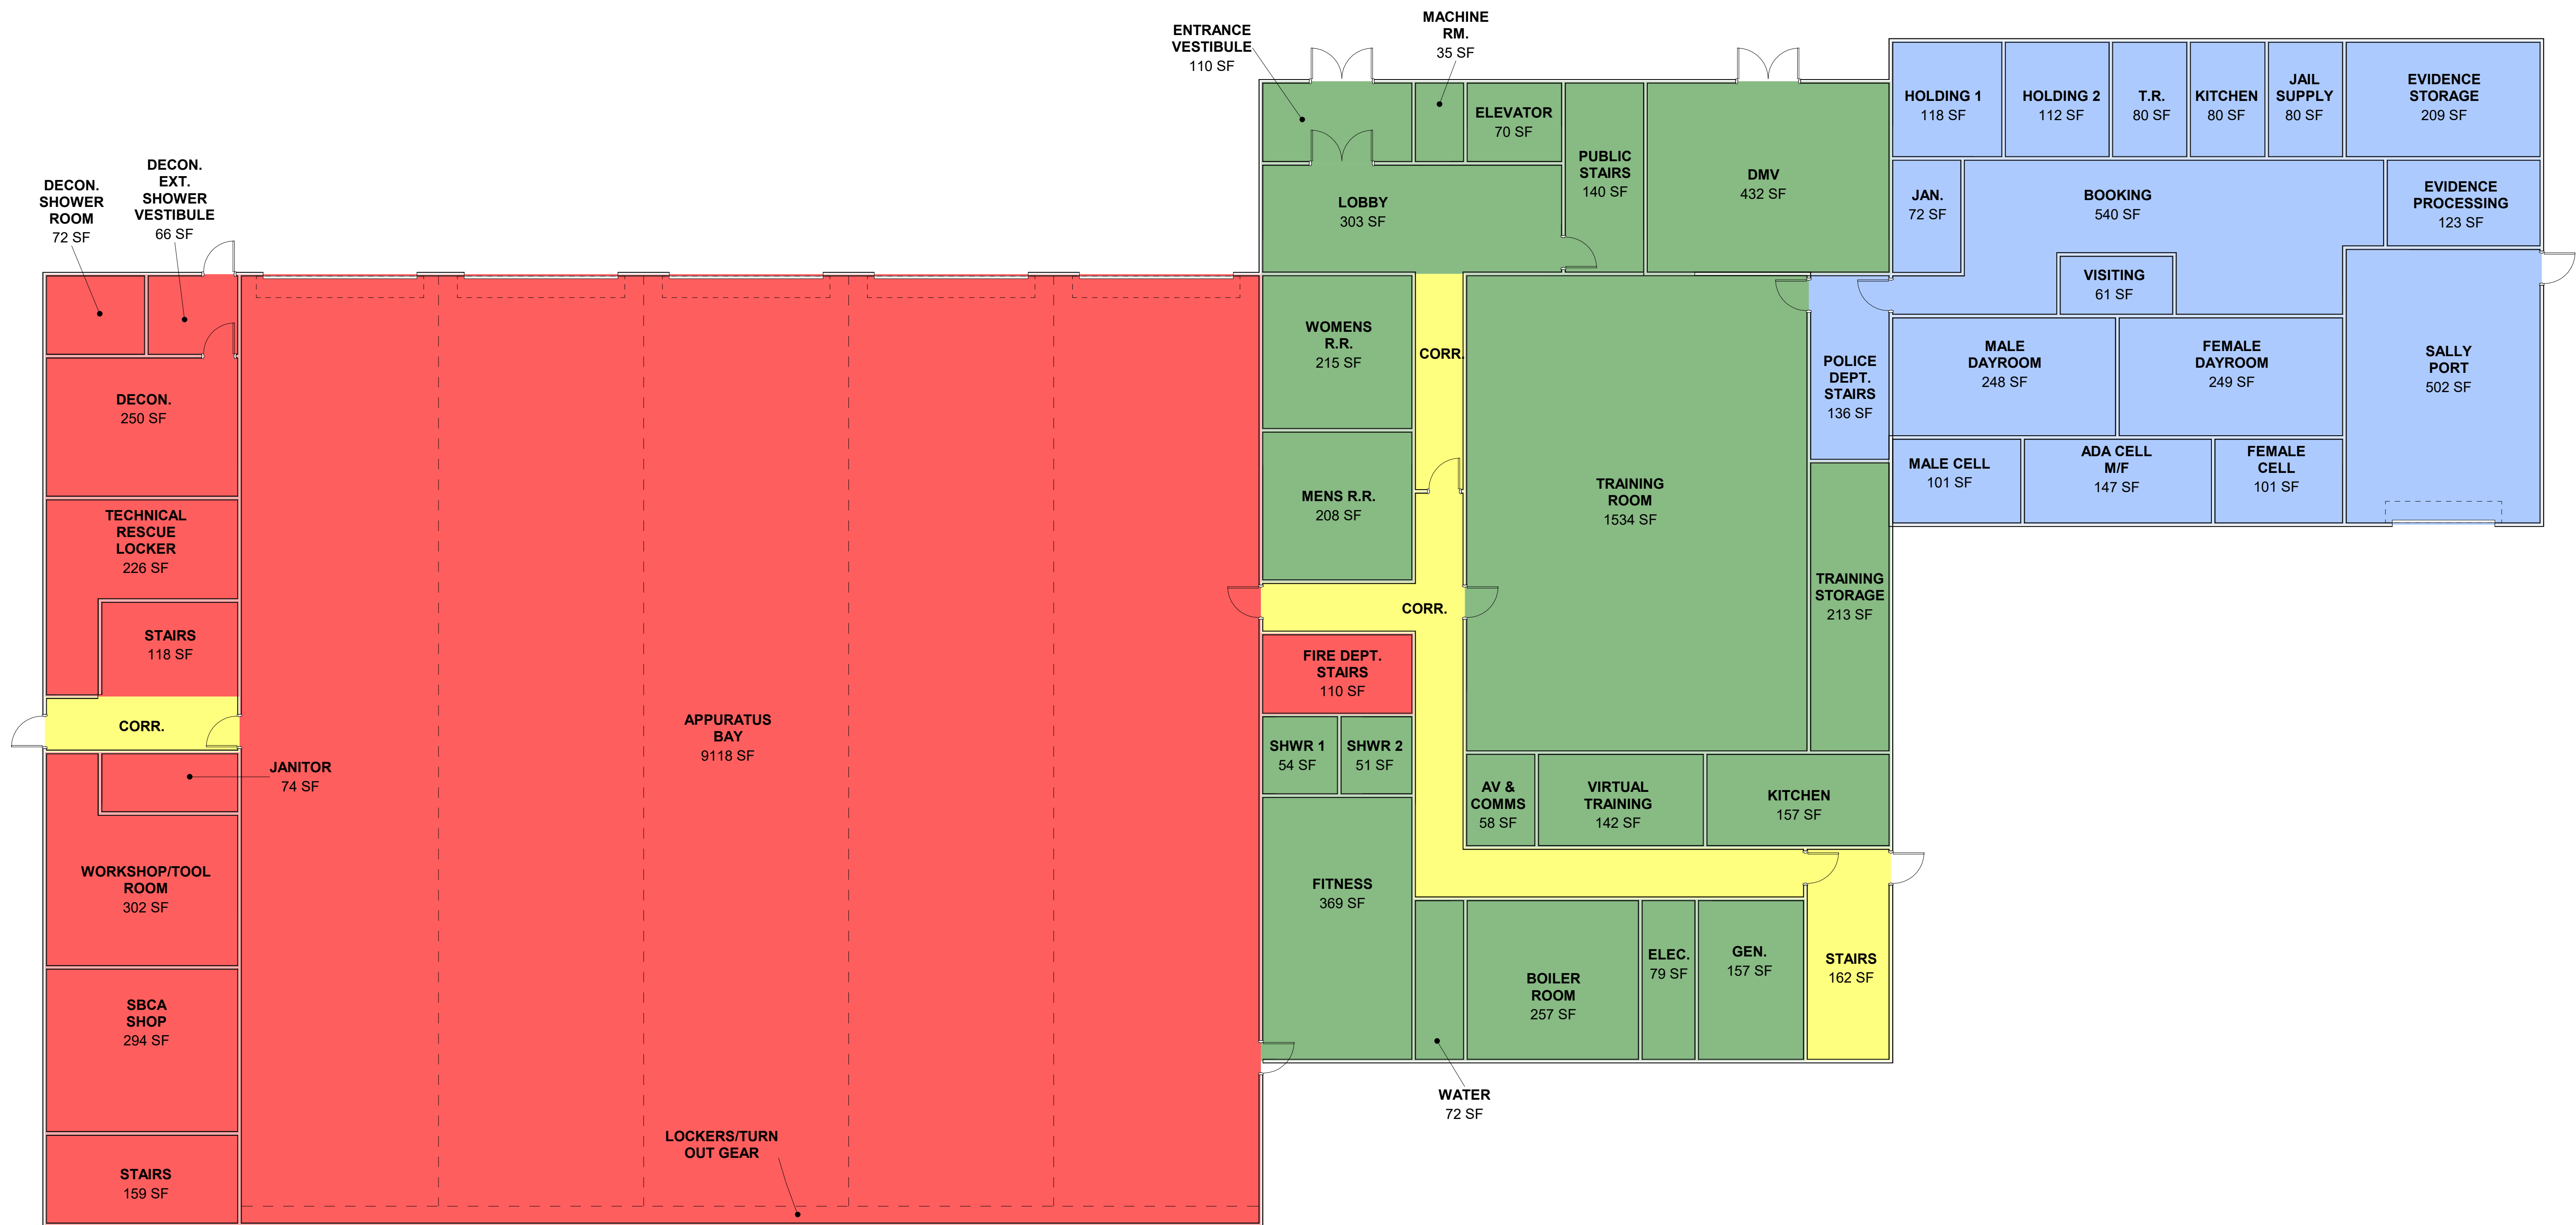 ENTRANCE
VESTIBULE
110 SF
MACHINE
RM.
35 SF
ELEVATOR
70 SF
PUBLIC
STAIRS
140 SF
DMV
432 SF
LOBBY
303 SF
HOLDING 1
118 SF
HOLDING 2
112 SF
T.R.
80 SF
KITCHEN
80 SF
JAIL
SUPPLY
80 SF
EVIDENCE
STORAGE
209 SF
JAN.
72 SF
BOOKING
540 SF
EVIDENCE
PROCESSING
123 SF
VISITING
61 SF
DECON.
SHOWER
ROOM
72 SF
DECON.
EXT.
SHOWER
VESTIBULE
66 SF
DECON.
250 SF
TECHNICAL
RESCUE
LOCKER
226 SF
STAIRS
118 SF
CORR.
JANITOR
74 SF
WORKSHOP/TOOL
ROOM
302 SF
SBCA
SHOP
294 SF
STAIRS
159 SF
APPURATUS
BAY
9118 SF
LOCKERS/TURN
OUT GEAR
WOMENS
R.R.
215 SF
CORR.
MENS R.R.
208 SF
CORR.
FIRE DEPT.
STAIRS
110 SF
SHWR 1
54 SF
SHWR 2
51 SF
FITNESS
369 SF
TRAINING
ROOM
1534 SF
POLICE
DEPT.
STAIRS
136 SF
TRAINING
STORAGE
213 SF
AV &
COMMS
58 SF
VIRTUAL
TRAINING
142 SF
KITCHEN
157 SF
BOILER
ROOM
257 SF
ELEC.
79 SF
GEN.
157 SF
STAIRS
162 SF
WATER
72 SF
MALE
DAYROOM
248 SF
FEMALE
DAYROOM
249 SF
SALLY
PORT
502 SF
MALE CELL
101 SF
ADA CELL
M/F
147 SF
FEMALE
CELL
101 SF